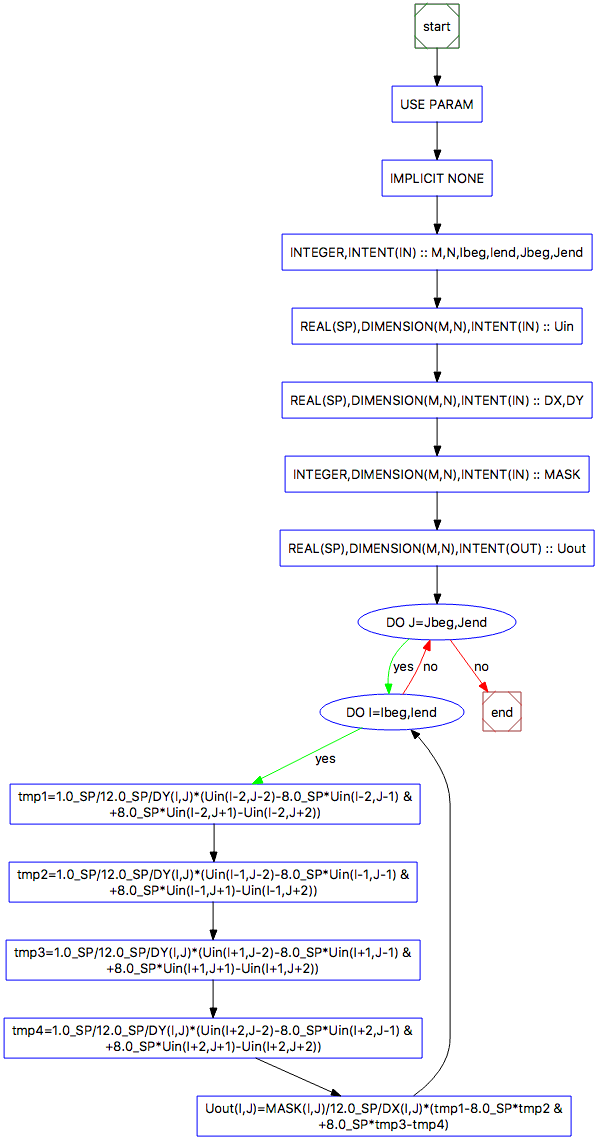 start
USE PARAM
IMPLICIT NONE
INTEGER,INTENT(IN) :: M,N,Ibeg,Iend,Jbeg,Jend
REAL(SP),DIMENSION(M,N),INTENT(IN) :: Uin
REAL(SP),DIMENSION(M,N),INTENT(IN) :: DX,DY
INTEGER,DIMENSION(M,N),INTENT(IN) :: MASK
REAL(SP),DIMENSION(M,N),INTENT(OUT) :: Uout
DO J=Jbeg,Jend
yes
no
no
DO I=Ibeg,Iend
end
yes
tmp1=1.0_SP/12.0_SP/DY(I,J)*(Uin(I-2,J-2)-8.0_SP*Uin(I-2,J-1) &
+8.0_SP*Uin(I-2,J+1)-Uin(I-2,J+2))
tmp2=1.0_SP/12.0_SP/DY(I,J)*(Uin(I-1,J-2)-8.0_SP*Uin(I-1,J-1) &
+8.0_SP*Uin(I-1,J+1)-Uin(I-1,J+2))
tmp3=1.0_SP/12.0_SP/DY(I,J)*(Uin(I+1,J-2)-8.0_SP*Uin(I+1,J-1) &
+8.0_SP*Uin(I+1,J+1)-Uin(I+1,J+2))
tmp4=1.0_SP/12.0_SP/DY(I,J)*(Uin(I+2,J-2)-8.0_SP*Uin(I+2,J-1) &
+8.0_SP*Uin(I+2,J+1)-Uin(I+2,J+2))
Uout(I,J)=MASK(I,J)/12.0_SP/DX(I,J)*(tmp1-8.0_SP*tmp2 &
+8.0_SP*tmp3-tmp4)